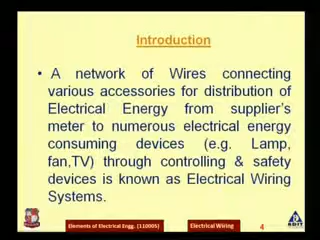 Introduction
• A network of Wires connecting
various accessories for distribution of
Electrical Energy from supplier's
meter to numerous electrical energy
consuming devices (e.g. Lamp,
fan,TV) through controlling & safety
devices is known as Electrical Wiring
Systems.
Elements of Electrical Engg. (110005) Electrical Wiring 4